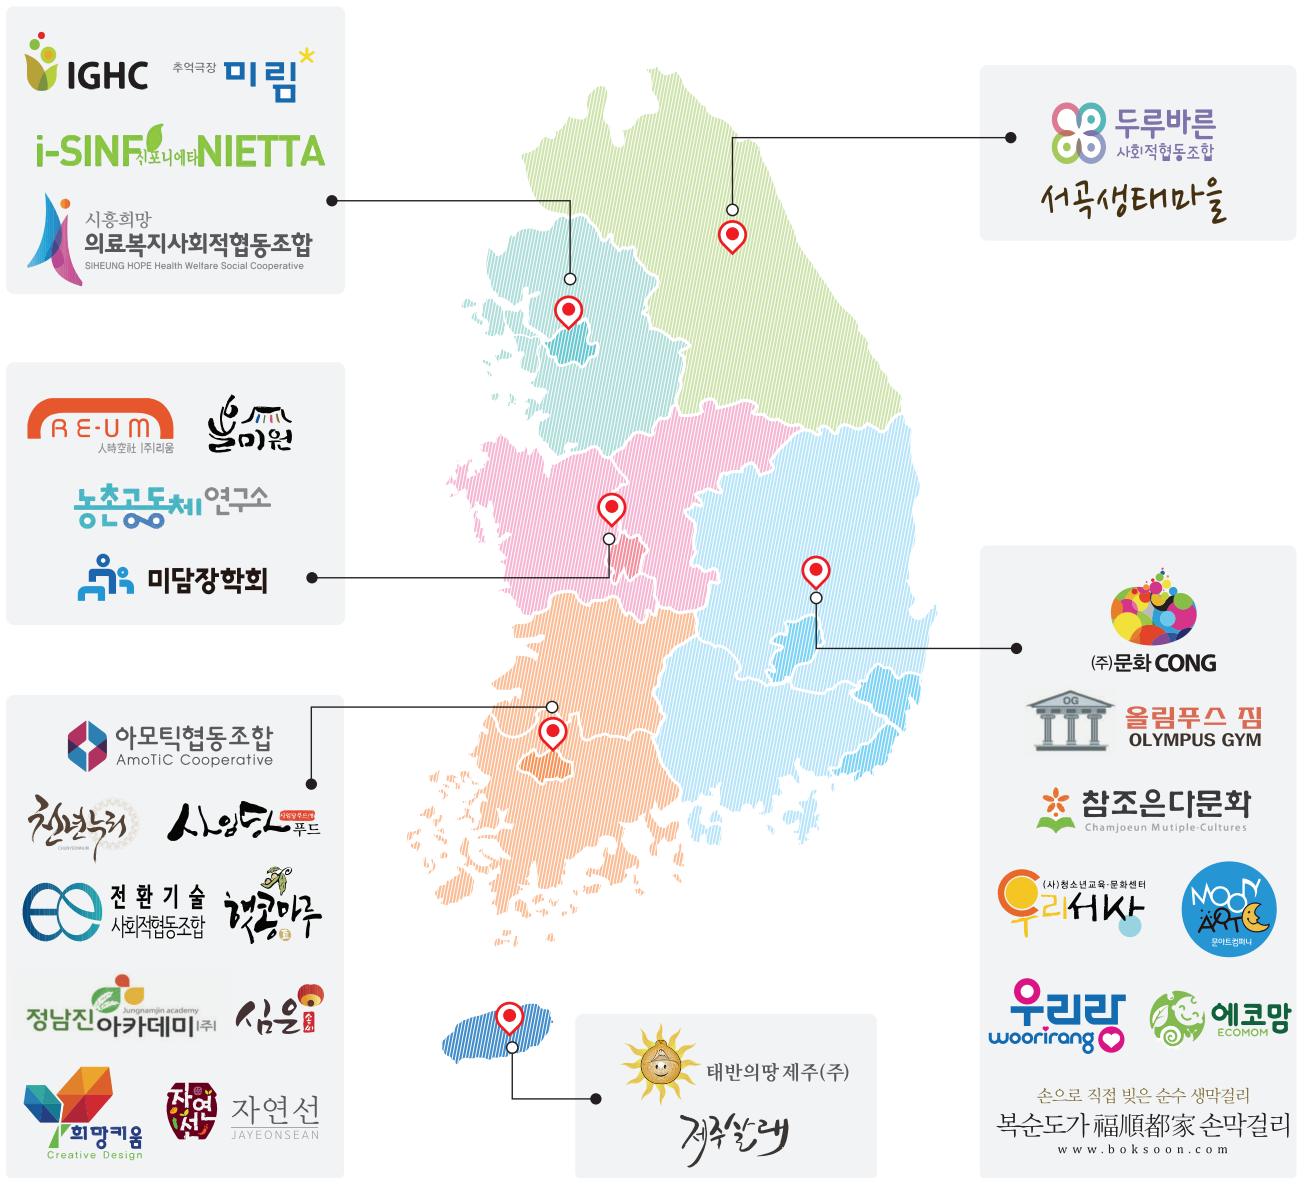 IGHC
추억극장 미림
i-SINFONIETTA
신포니에타
시흥희망
의료복지사회적협동조합
SIHEUNG HOPE Health Welfare Social Cooperative
두루바른
사회적협동조합
서곡생태마을
RE-UM
人時空社 (주)리움
올미원
농촌공동체연구소
미담장학회
아모틱협동조합
AmoTiC Cooperative
천년누리
사임당
푸드
전환기술
사회적협동조합
햇콩마루
Jungnamjin academy
정남진아카데미(주)
심운
희망키움
Creative Design
자연선
자연선
JAYEONSEAN
태반의땅 제주(주)
제주살래
(주)문화CONG
OG
올림푸스 짐
OLYMPUS GYM
참조은다문화
Chamjoeun Mutiple-Cultures
(사)청소년교육·문화센터
우리세상
MOON
ART
문아트컴퍼니
우리랑
woorirang
에코맘
ECOMOM
손으로 직접 빚은 순수 생막걸리
복순도가 福順都家 손막걸리
www.boksoon.com